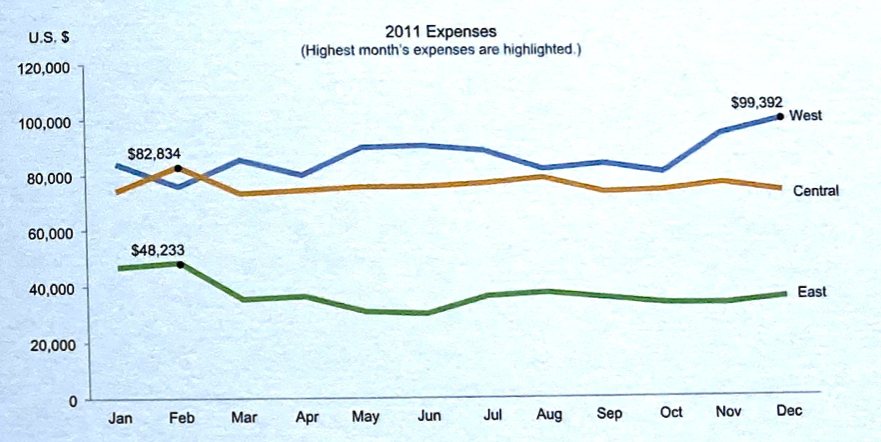 2011 Expenses
(Highest month's expenses are highlighted.)
U.S. $
120,000
100,000
80,000
60,000
40,000
20,000
0
$82,834
$99,392
$48,233
West
Central
East
Jan Feb Mar Apr May Jun Jul Aug Sep Oct Nov Dec